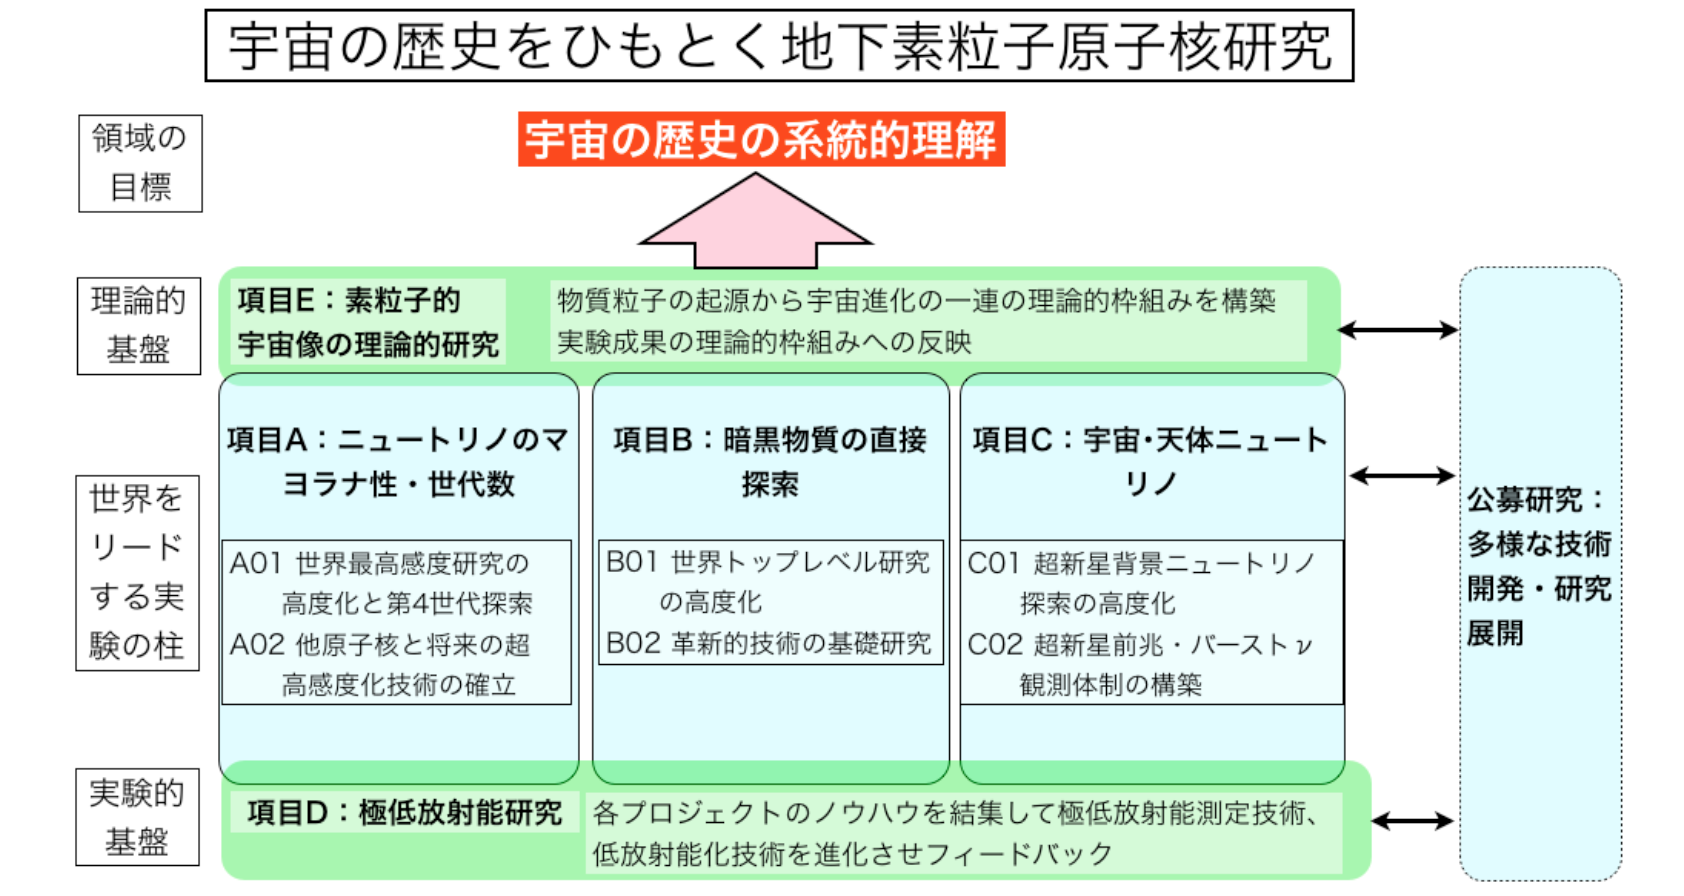 宇宙の歴史をひもとく地下素粒子原子核研究
領域の
目標
宇宙の歴史の系統的理解
理論的
基盤
項目E：素粒子的
宇宙像の理論的研究
物質粒子の起源から宇宙進化の一連の理論的枠組みを構築
実験成果の理論的枠組みへの反映
世界を
リード
する実
験の柱
項目A：ニュートリノのマ
ヨラナ性・世代数
A01 世界最高感度研究の
高度化と第4世代探索
A02 他原子核と将来の超
高感度化技術の確立
項目B：暗黒物質の直接
探索
B01 世界トップレベル研究
の高度化
B02 革新的技術の基礎研究
項目C：宇宙･天体ニュート
リノ
C01 超新星背景ニュートリノ
探索の高度化
C02 超新星前兆・バーストν
観測体制の構築
公募研究：
多様な技術
開発・研究
展開
実験的
基盤
項目D：極低放射能研究
各プロジェクトのノウハウを結集して極低放射能測定技術、
低放射能化技術を進化させフィードバック